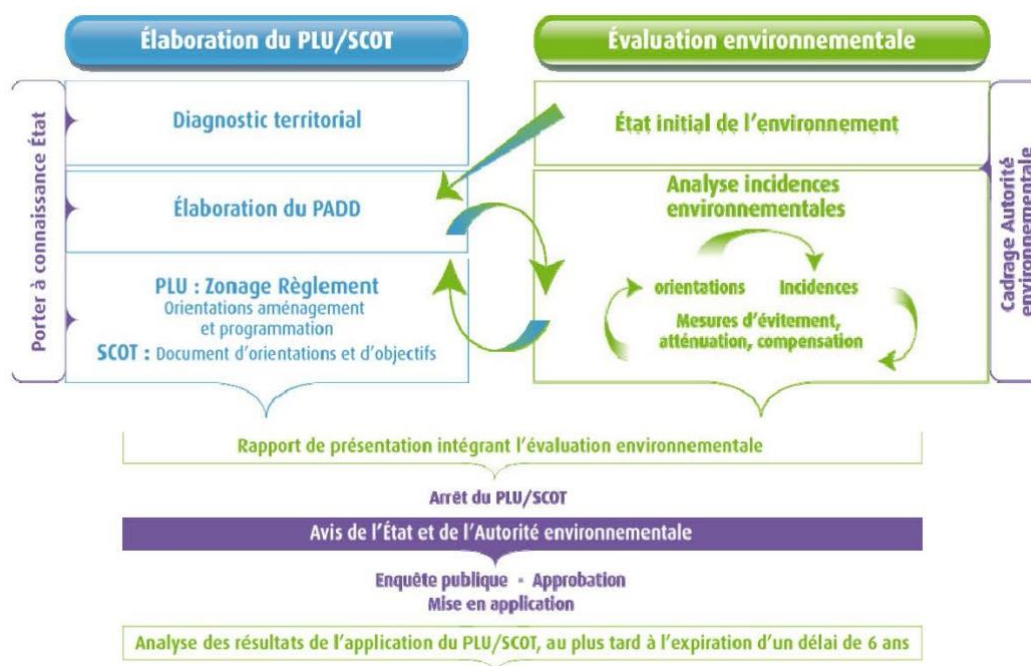 Élaboration du PLU/SCOT
Évaluation environnementale
Porter à connaissance État
Diagnostic territorial
État initial de l'environnement
Élaboration du PADD
Analyse incidences
environnementales
PLU : Zonage Règlement
Orientations aménagement
et programmation
SCOT : Document d'orientations et d'objectifs
orientations
Incidences
Mesures d'évitement,
atténuation, compensation
Cadrage Autorité
environnementale
Rapport de présentation intégrant l'évaluation environnementale
Arrêt du PLU/SCOT
Avis de l'État et de l'Autorité environnementale
Enquête publique • Approbation
Mise en application
Analyse des résultats de l'application du PLU/SCOT, au plus tard à l'expiration d'un délai de 6 ans